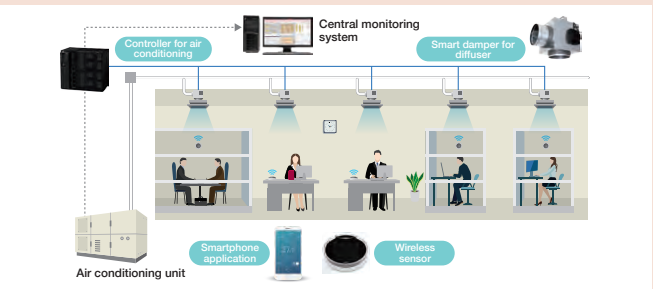 Central monitoring
system
Controller for air
conditioning
Smart damper for
diffuser
Smartphone
application
Wireless
sensor
Air conditioning unit